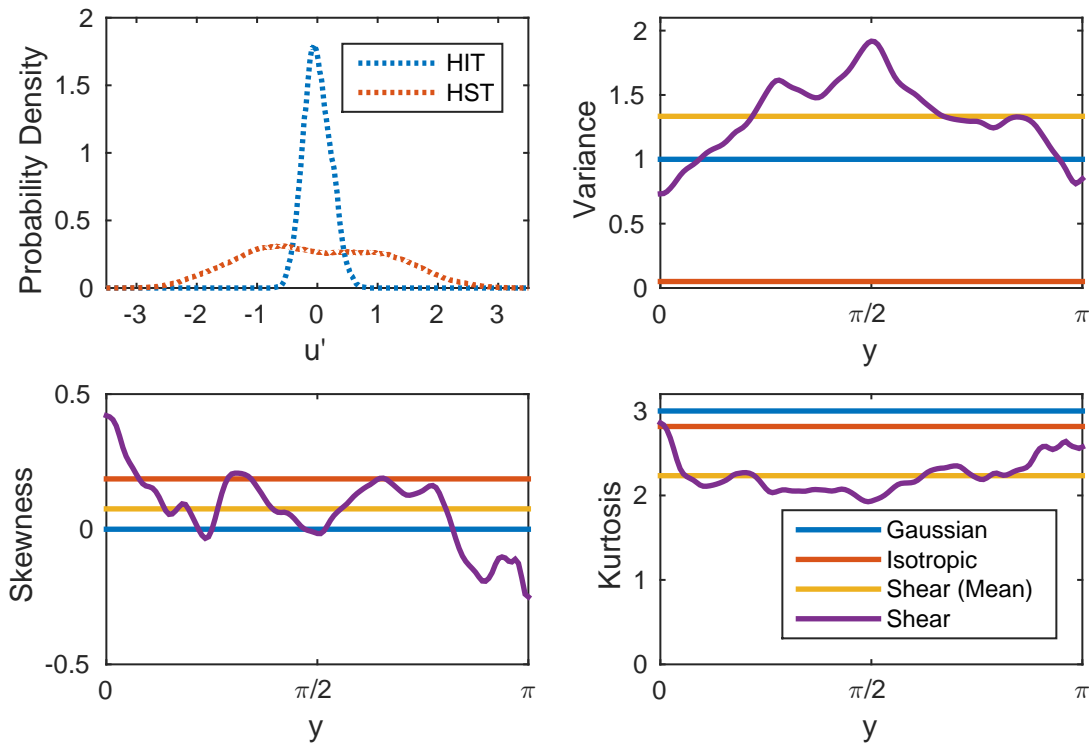 2
1.5
1
0.5
0
Probability Density
-3 -2 -1 0 1 2 3
u'
HIT
HST
2
1.5
1
0.5
0
Variance
0 π/2 π
y
0.5
0
-0.5
Skewness
0 π/2 π
y
3
2
1
0
Kurtosis
0 π/2 π
y
Gaussian
Isotropic
Shear (Mean)
Shear